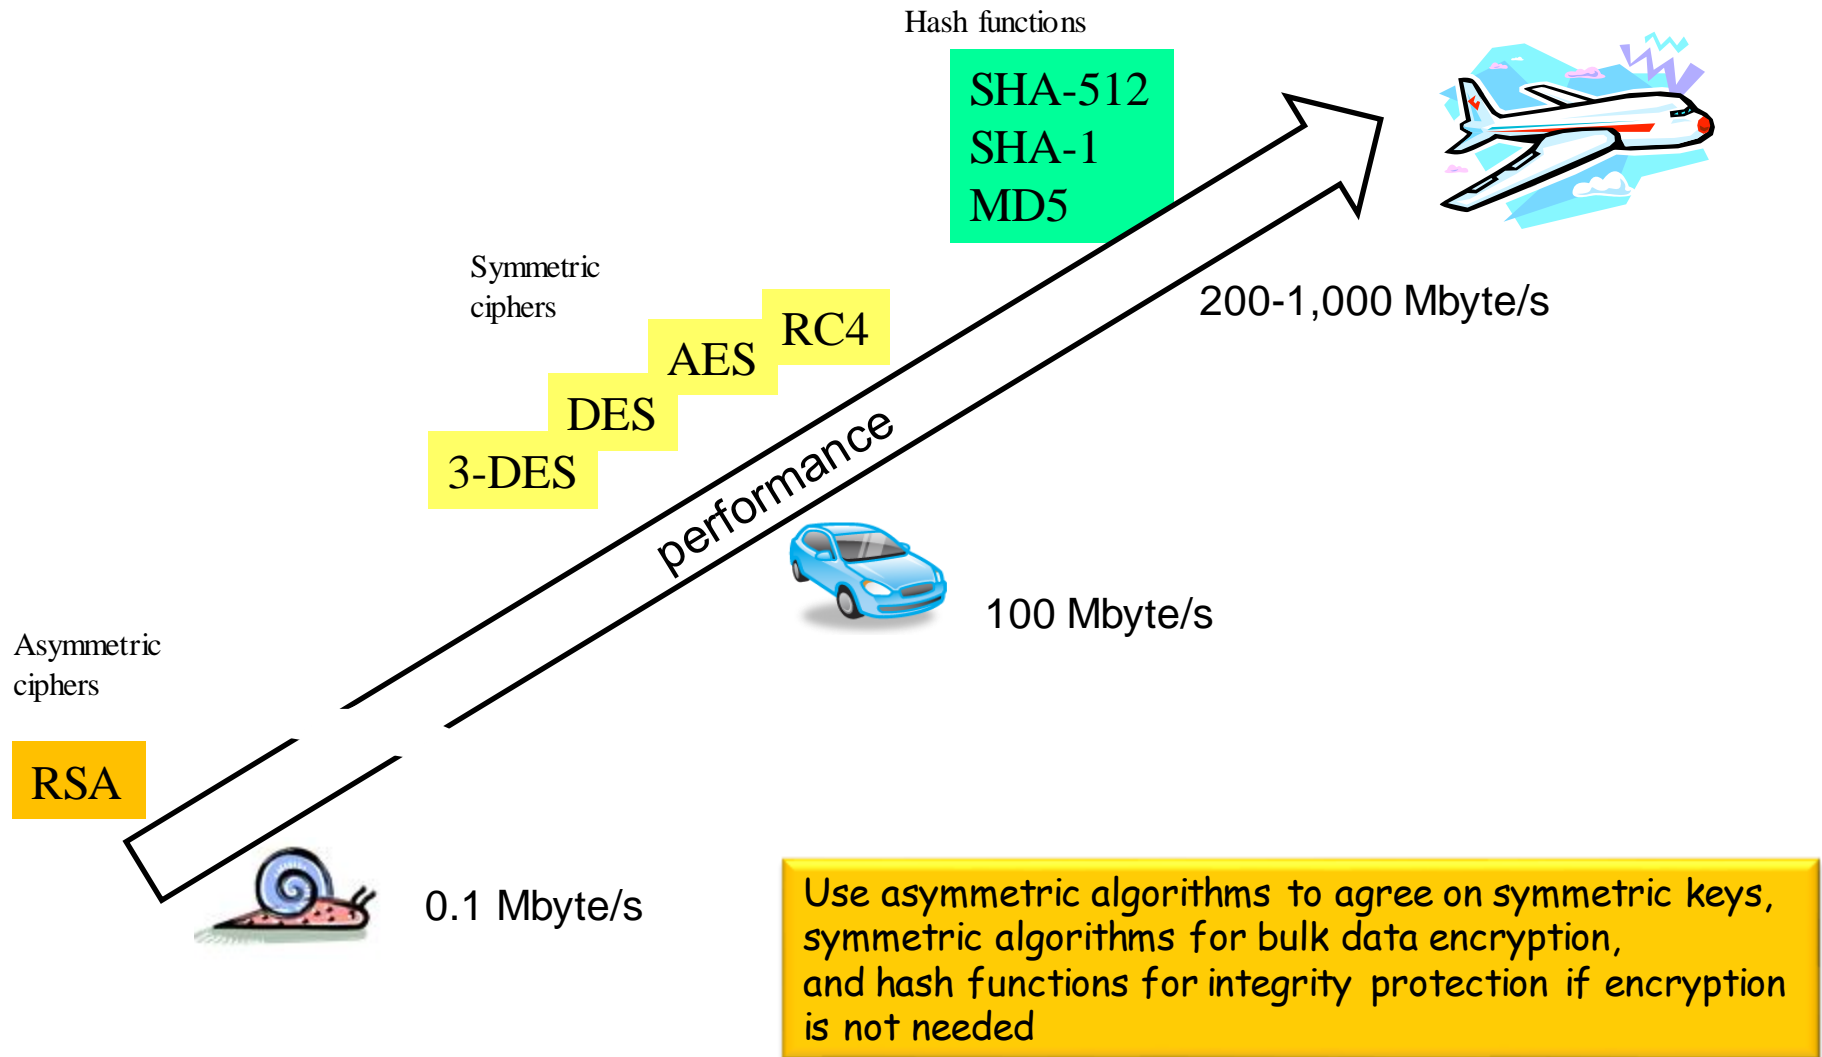 Hash functions
SHA-512
SHA-1
MD5
200-1,000 Mbyte/s
Symmetric
ciphers
RC4
AES
DES
3-DES
performance
100 Mbyte/s
Asymmetric
ciphers
RSA
0.1 Mbyte/s
Use asymmetric algorithms to agree on symmetric keys,
symmetric algorithms for bulk data encryption,
and hash functions for integrity protection if encryption
is not needed